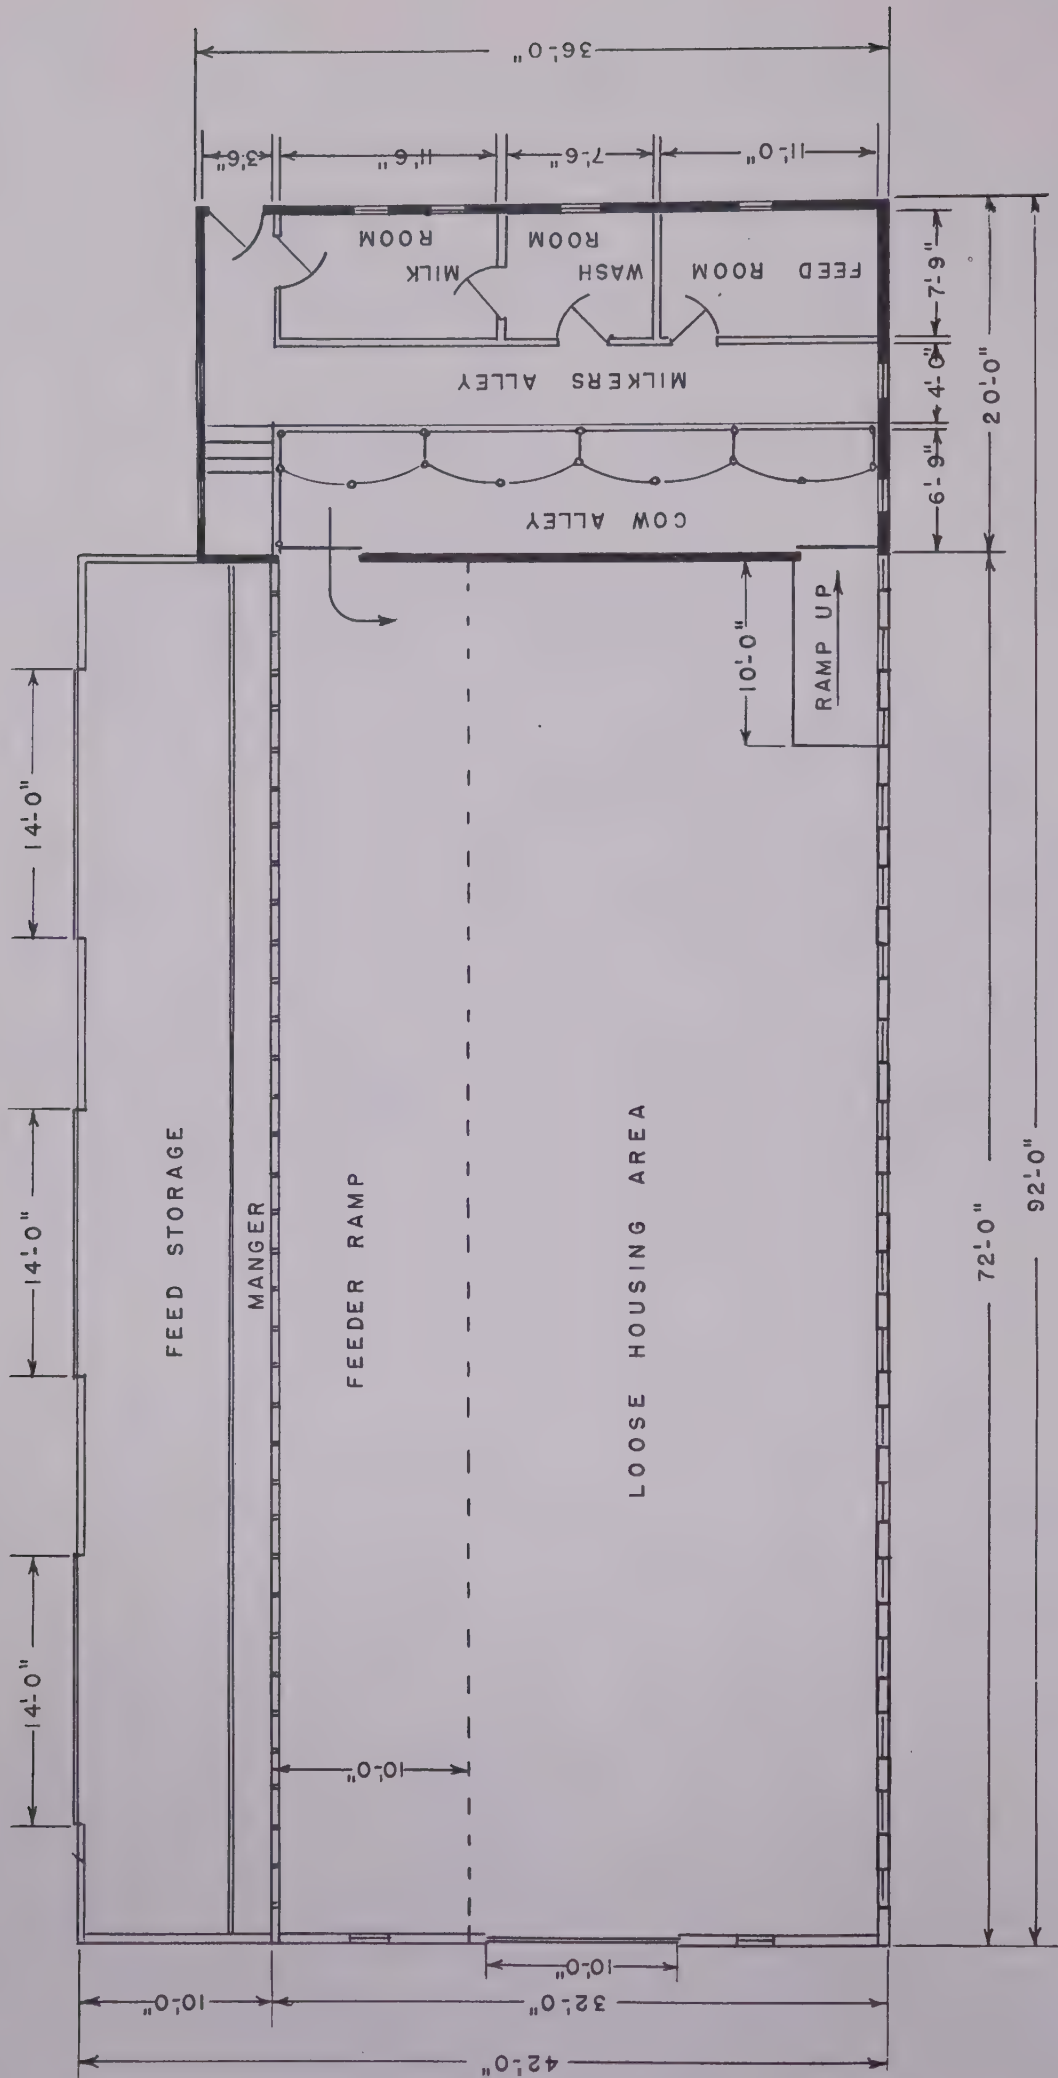 36'-0"
3'6"
11'6"
7'-6"
11'-0"
MILK ROOM
WASH ROOM
FEED ROOM
7'-9"
4'-0"
6'-9"
20'-0"
MILKERS ALLEY
COW ALLEY
RAMP UP
10'-0"
14'-0"
14'-0"
14'-0"
FEED STORAGE
MANGER
FEEDER RAMP
LOOSE HOUSING AREA
10'-0"
72'-0"
92'-0"
10'-0"
10'-0"
32'-0"
42'-0"